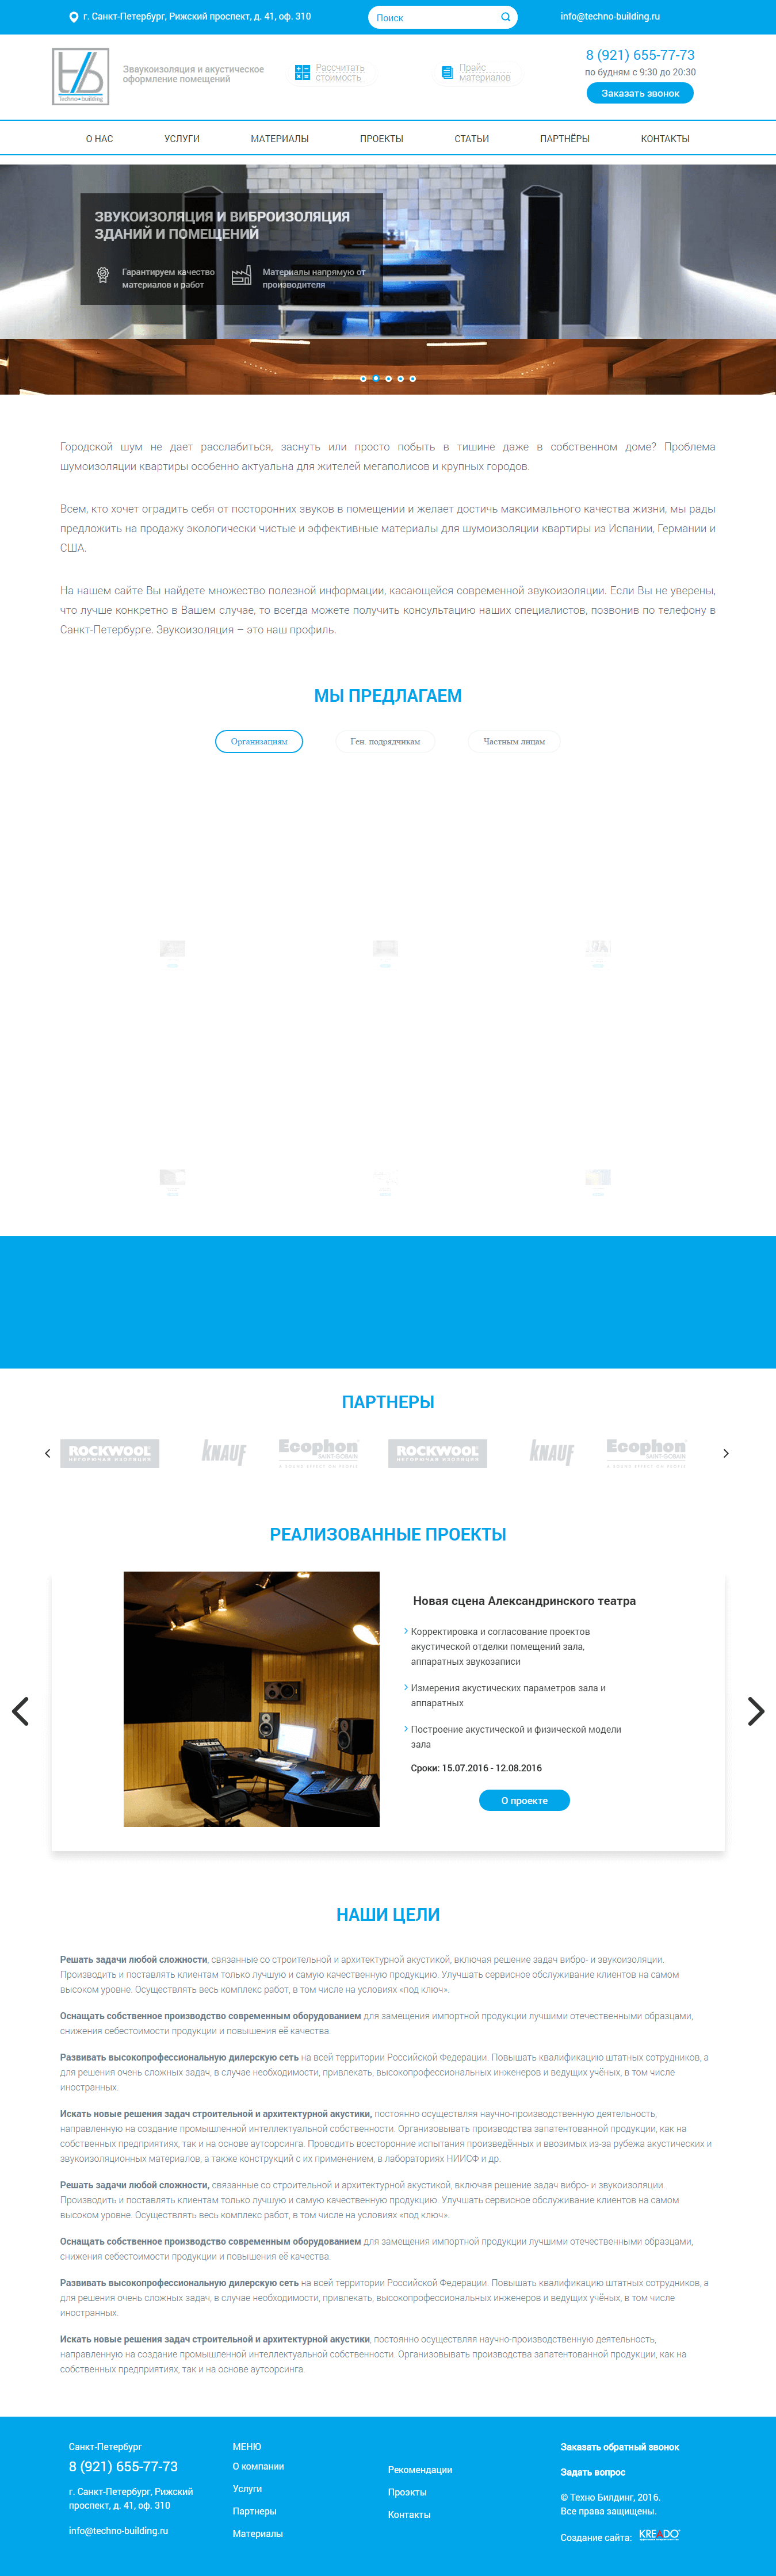 г. Санкт-Петербург, Рижский проспект, д. 41, оф. 310
Поиск
info@techno-building.ru
Techno-building
Звукоизоляция и акустическое
оформление помещений
Рассчитать
стоимость
Прайс
материалов
8 (921) 655-77-73
по будням с 9:30 до 20:30
Заказать звонок
О НАС
УСЛУГИ
МАТЕРИАЛЫ
ПРОЕКТЫ
СТАТЬИ
ПАРТНЁРЫ
КОНТАКТЫ
ЗВУКОИЗОЛЯЦИЯ И ВИБРОИЗОЛЯЦИЯ
ЗДАНИЙ И ПОМЕЩЕНИЙ
Гарантируем качество
материалов и работ
Материалы напрямую от
производителя
Городской шум не дает расслабиться, заснуть или просто побыть в тишине даже в собственном доме? Проблема
шумоизоляции квартиры особенно актуальна для жителей мегаполисов и крупных городов.
Всем, кто хочет оградить себя от посторонних звуков в помещении и желает достичь максимального качества жизни, мы рады
предложить на продажу экологически чистые и эффективные материалы для шумоизоляции квартиры из Испании, Германии и
США.
На нашем сайте Вы найдете множество полезной информации, касающейся современной звукоизоляции. Если Вы не уверены,
что лучше конкретно в Вашем случае, то всегда можете получить консультацию наших специалистов, позвонив по телефону в
Санкт-Петербурге. Звукоизоляция – это наш профиль.
МЫ ПРЕДЛАГАЕМ
Организациям
Ген. подрядчикам
Частным лицам
ПАРТНЕРЫ
ROCKWOOL
НЕГОРЮЧАЯ ИЗОЛЯЦИЯ
KNAUF
Ecophon
SAINT-GOBAIN
A SOUND EFFECT ON PEOPLE
ROCKWOOL
НЕГОРЮЧАЯ ИЗОЛЯЦИЯ
KNAUF
Ecophon
SAINT-GOBAIN
A SOUND EFFECT ON PEOPLE
РЕАЛИЗОВАННЫЕ ПРОЕКТЫ
Новая сцена Александринского театра
Корректировка и согласование проектов
акустической отделки помещений зала,
аппаратных звукозаписи
Измерения акустических параметров зала и
аппаратных
Построение акустической и физической модели
зала
Сроки: 15.07.2016 - 12.08.2016
О проекте
НАШИ ЦЕЛИ
Решать задачи любой сложности, связанные со строительной и архитектурной акустикой, включая решение задач вибро- и звукоизоляции.
Производить и поставлять клиентам только лучшую и самую качественную продукцию. Улучшать сервисное обслуживание клиентов на самом
высоком уровне. Осуществлять весь комплекс работ, в том числе на условиях «под ключ».
Оснащать собственное производство современным оборудованием для замещения импортной продукции лучшими отечественными образцами,
снижения себестоимости продукции и повышения её качества.
Развивать высокопрофессиональную дилерскую сеть на всей территории Российской Федерации. Повышать квалификацию штатных сотрудников, а
для решения очень сложных задач, в случае необходимости, привлекать, высокопрофессиональных инженеров и ведущих учёных, в том числе
иностранных.
Искать новые решения задач строительной и архитектурной акустики, постоянно осуществляя научно-производственную деятельность,
направленную на создание промышленной интеллектуальной собственности. Организовывать производства запатентованной продукции, как на
собственных предприятиях, так и на основе аутсорсинга. Проводить всесторонние испытания произведённых и ввозимых из-за рубежа акустических и
звукоизоляционных материалов, а также конструкций с их применением, в лабораториях НИИСФ и др.
Решать задачи любой сложности, связанные со строительной и архитектурной акустикой, включая решение задач вибро- и звукоизоляции.
Производить и поставлять клиентам только лучшую и самую качественную продукцию. Улучшать сервисное обслуживание клиентов на самом
высоком уровне. Осуществлять весь комплекс работ, в том числе на условиях «под ключ».
Оснащать собственное производство современным оборудованием для замещения импортной продукции лучшими отечественными образцами,
снижения себестоимости продукции и повышения её качества.
Развивать высокопрофессиональную дилерскую сеть на всей территории Российской Федерации. Повышать квалификацию штатных сотрудников, а
для решения очень сложных задач, в случае необходимости, привлекать, высокопрофессиональных инженеров и ведущих учёных, в том числе
иностранных.
Искать новые решения задач строительной и архитектурной акустики, постоянно осуществляя научно-производственную деятельность,
направленную на создание промышленной интеллектуальной собственности. Организовывать производства запатентованной продукции, как на
собственных предприятиях, так и на основе аутсорсинга.
Санкт-Петербург
8 (921) 655-77-73
г. Санкт-Петербург, Рижский
проспект, д. 41, оф. 310
info@techno-building.ru
МЕНЮ
О компании
Услуги
Партнеры
Материалы
Рекомендации
Проэкты
Контакты
Заказать обратный звонок
Задать вопрос
© Техно Билдинг, 2016.
Все права защищены.
Создание сайта:
KREADO